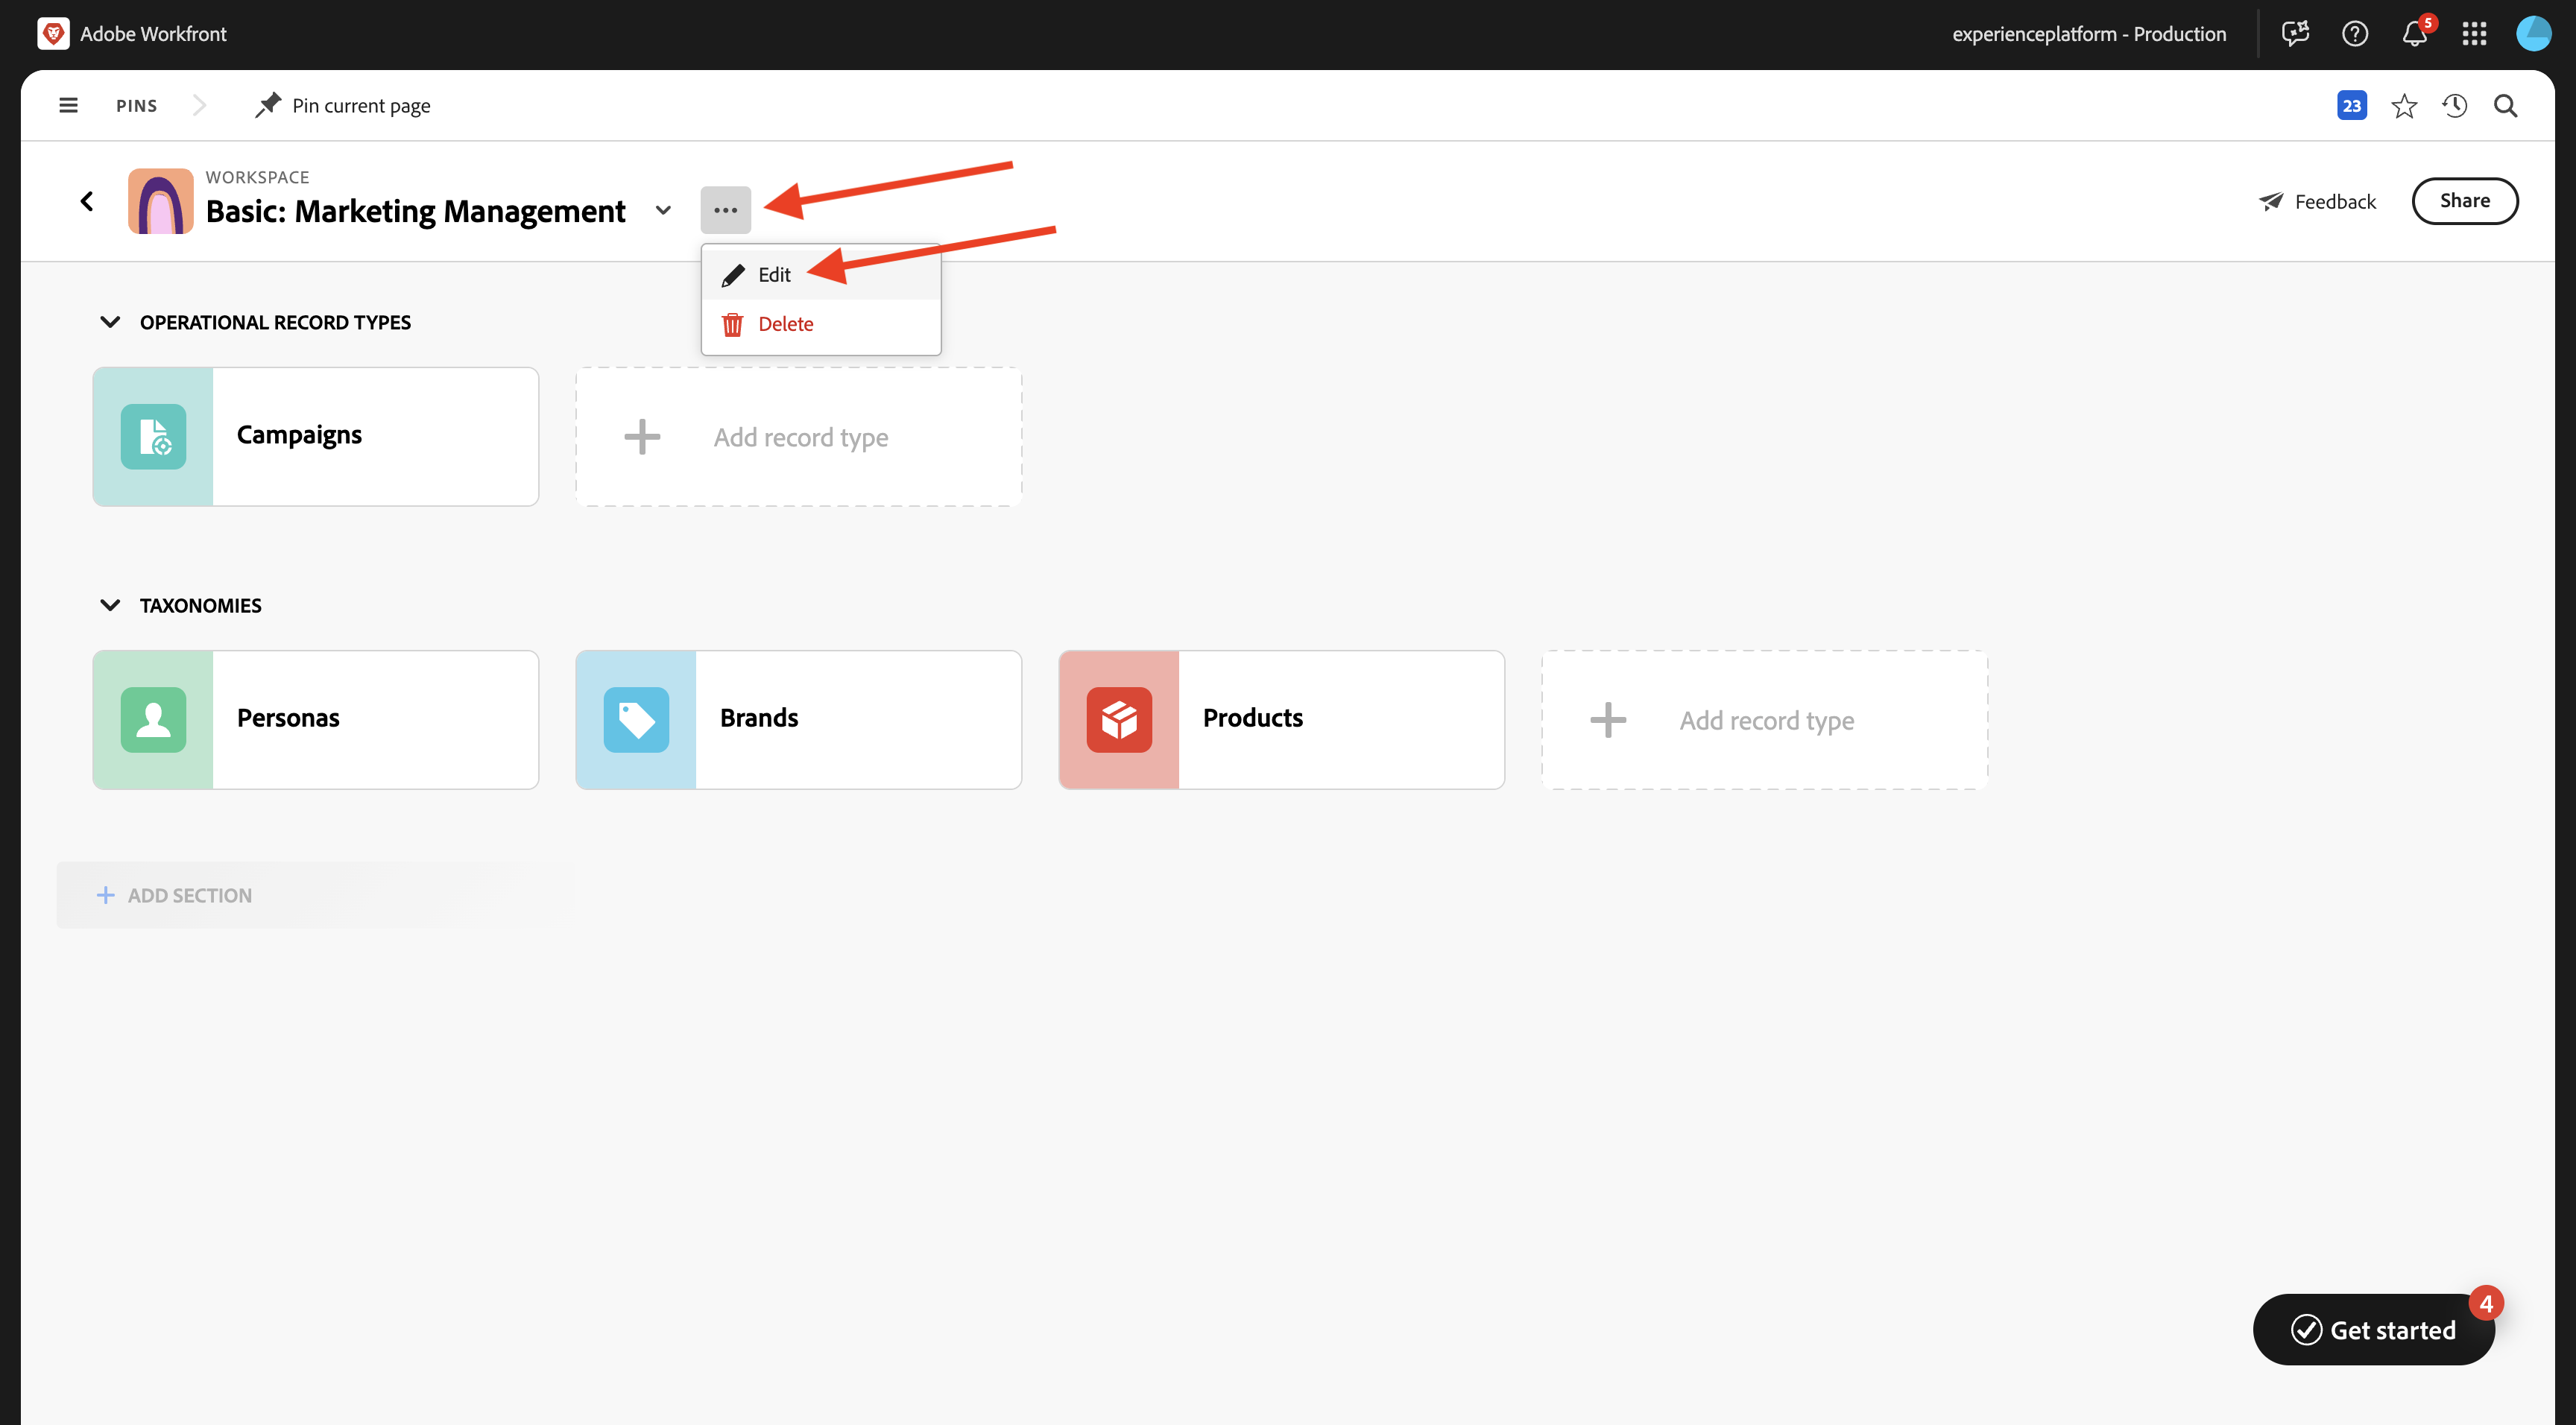 Adobe Workfront
experienceplatform - Production
5
PINS
Pin current page
23
WORKSPACE
Basic: Marketing Management
Feedback
Share
Edit
Delete
OPERATIONAL RECORD TYPES
Campaigns
Add record type
TAXONOMIES
Personas
Brands
Products
Add record type
ADD SECTION
4
Get started